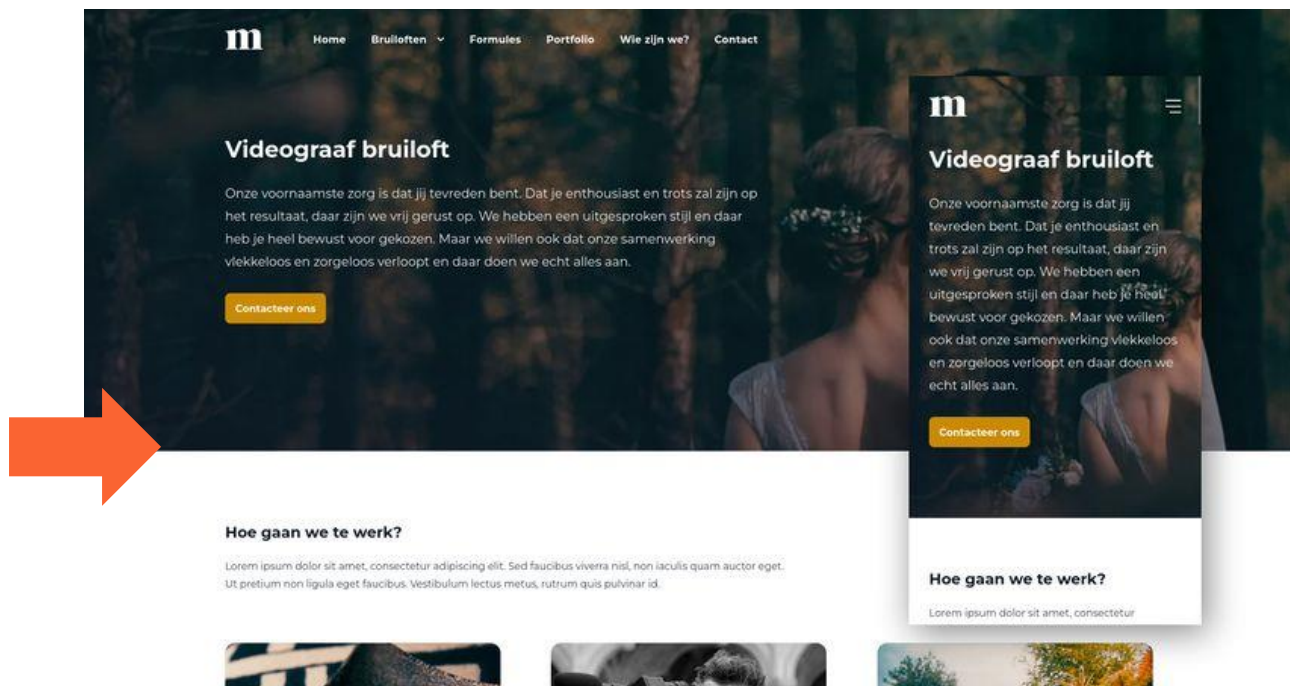 m
Home Bruiloften Formules Portfolio Wie zijn we? Contact
Videograaf bruiloft
Onze voornaamste zorg is dat jij tevreden bent. Dat je enthousiast en trots zal zijn op
het resultaat, daar zijn we vrij gerust op. We hebben een uitgesproken stijl en daar
heb je heel bewust voor gekozen. Maar we willen ook dat onze samenwerking
vlekkeloos en zorgeloos verloopt en daar doen we echt alles aan.
Contacteer ons
Hoe gaan we te werk?
Lorem ipsum dolor sit amet, consectetur adipiscing elit. Sed faucibus viverra nisl, non iaculis quam auctor eget.
Ut pretium non ligula eget faucibus. Vestibulum lectus metus, rutrum quis pulvinar id.
m
Videograaf bruiloft
Onze voornaamste zorg is dat jij
tevreden bent. Dat je enthousiast en
trots zal zijn op het resultaat, daar zijn
we vrij gerust op. We hebben een
uitgesproken stijl en daar heb je heel
bewust voor gekozen. Maar we willen
ook dat onze samenwerking vlekkeloos
en zorgeloos verloopt en daar doen we
echt alles aan.
Contacteer ons
Hoe gaan we te werk?
Lorem ipsum dolor sit amet, consectetur